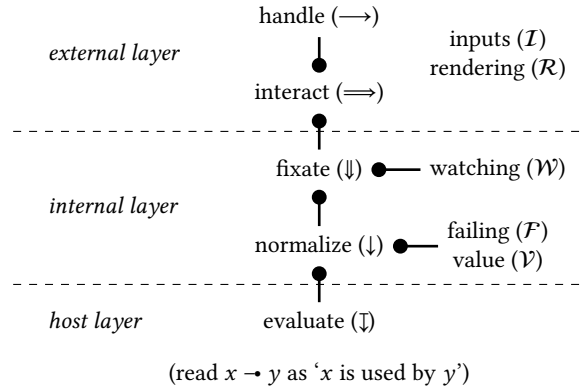 handle (⟶)
external layer
inputs (ℐ)
rendering (ℛ)
interact (⟹)
fixate (⇓)
watching (𝒲)
internal layer
normalize (↓)
failing (ℱ)
value (𝒱)
host layer
evaluate (↧)
(read x ⊸ y as ‘x is used by y’)